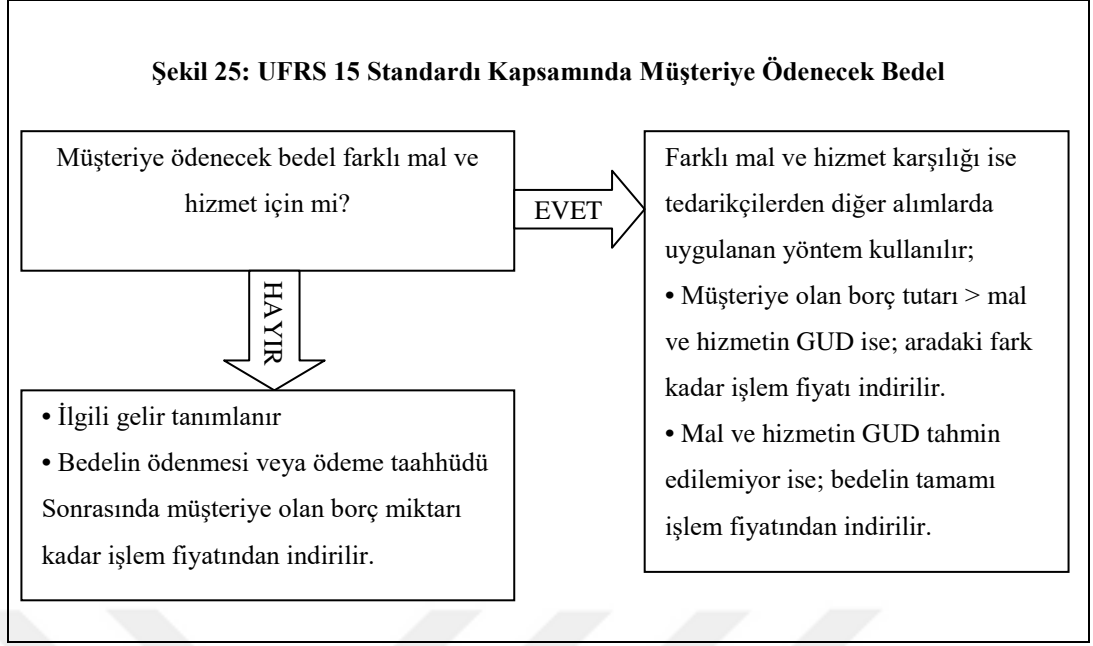 Şekil 25: UFRS 15 Standardı Kapsamında Müşteriye Ödenecek Bedel
Müşteriye ödenecek bedel farklı mal ve
hizmet için mi?
EVET
Farklı mal ve hizmet karşılığı ise
tedarikçilerden diğer alımlarda
uygulanan yöntem kullanılır;
• Müşteriye olan borç tutarı > mal
ve hizmetin GUD ise; aradaki fark
kadar işlem fiyatı indirilir.
• Mal ve hizmetin GUD tahmin
edilemiyor ise; bedelin tamamı
işlem fiyatından indirilir.
HAYIR
• İlgili gelir tanımlanır
• Bedelin ödenmesi veya ödeme taahhüdü
Sonrasında müşteriye olan borç miktarı
kadar işlem fiyatından indirilir.